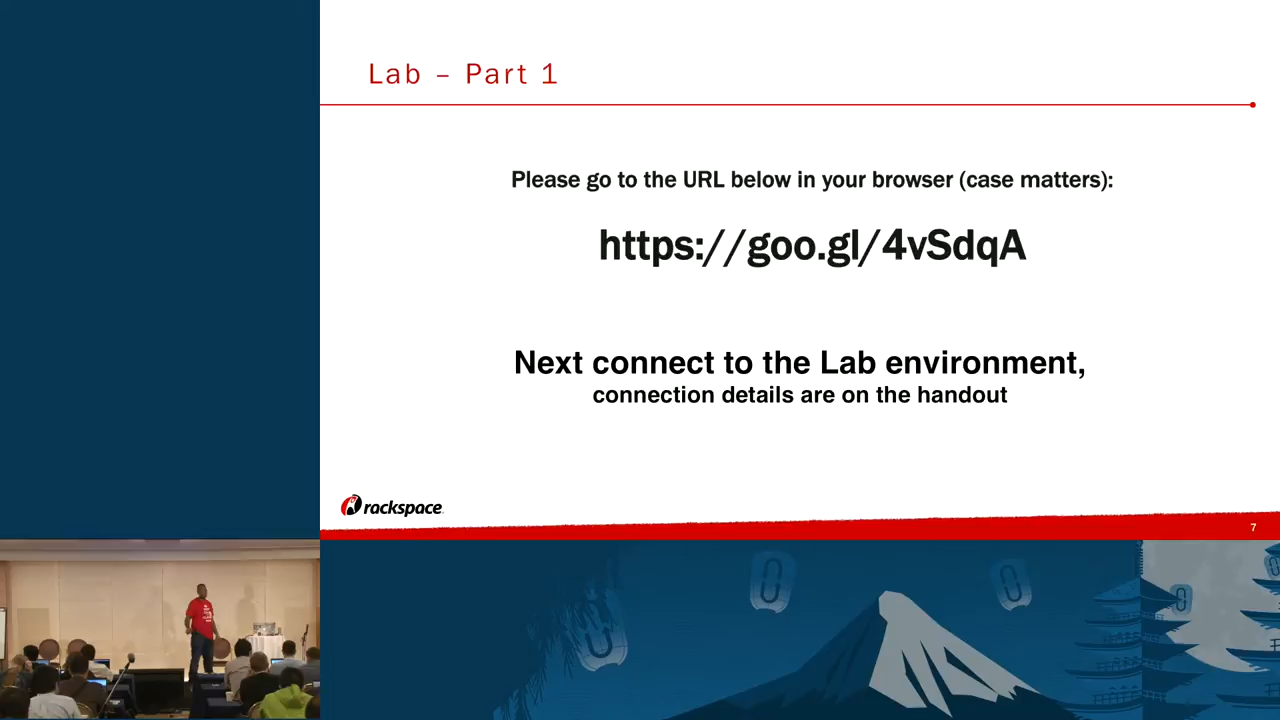 Lab – Part 1
Please go to the URL below in your browser (case matters):
https://goo.gl/4vSdqA
Next connect to the Lab environment,
connection details are on the handout
rackspace
7